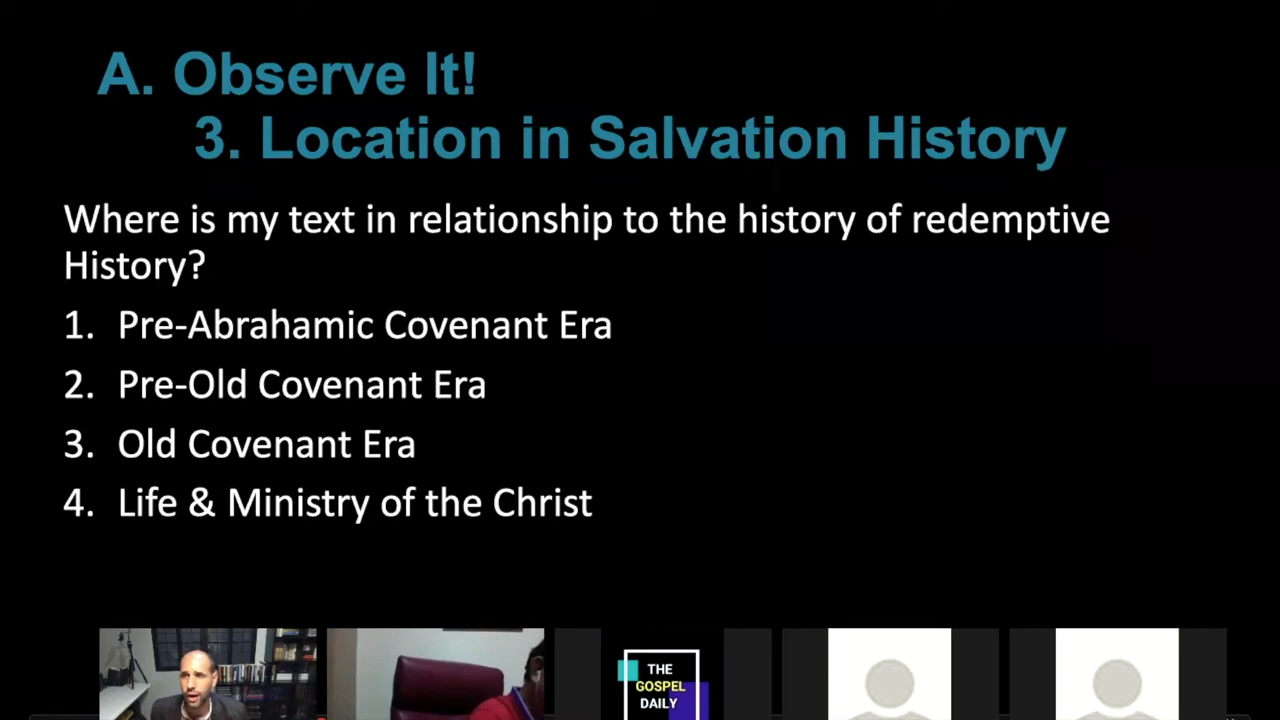 A. Observe It!
3. Location in Salvation History
Where is my text in relationship to the history of redemptive
History?
1. Pre-Abrahamic Covenant Era
2. Pre-Old Covenant Era
3. Old Covenant Era
4. Life & Ministry of the Christ
THE
GOSPEL
DAILY